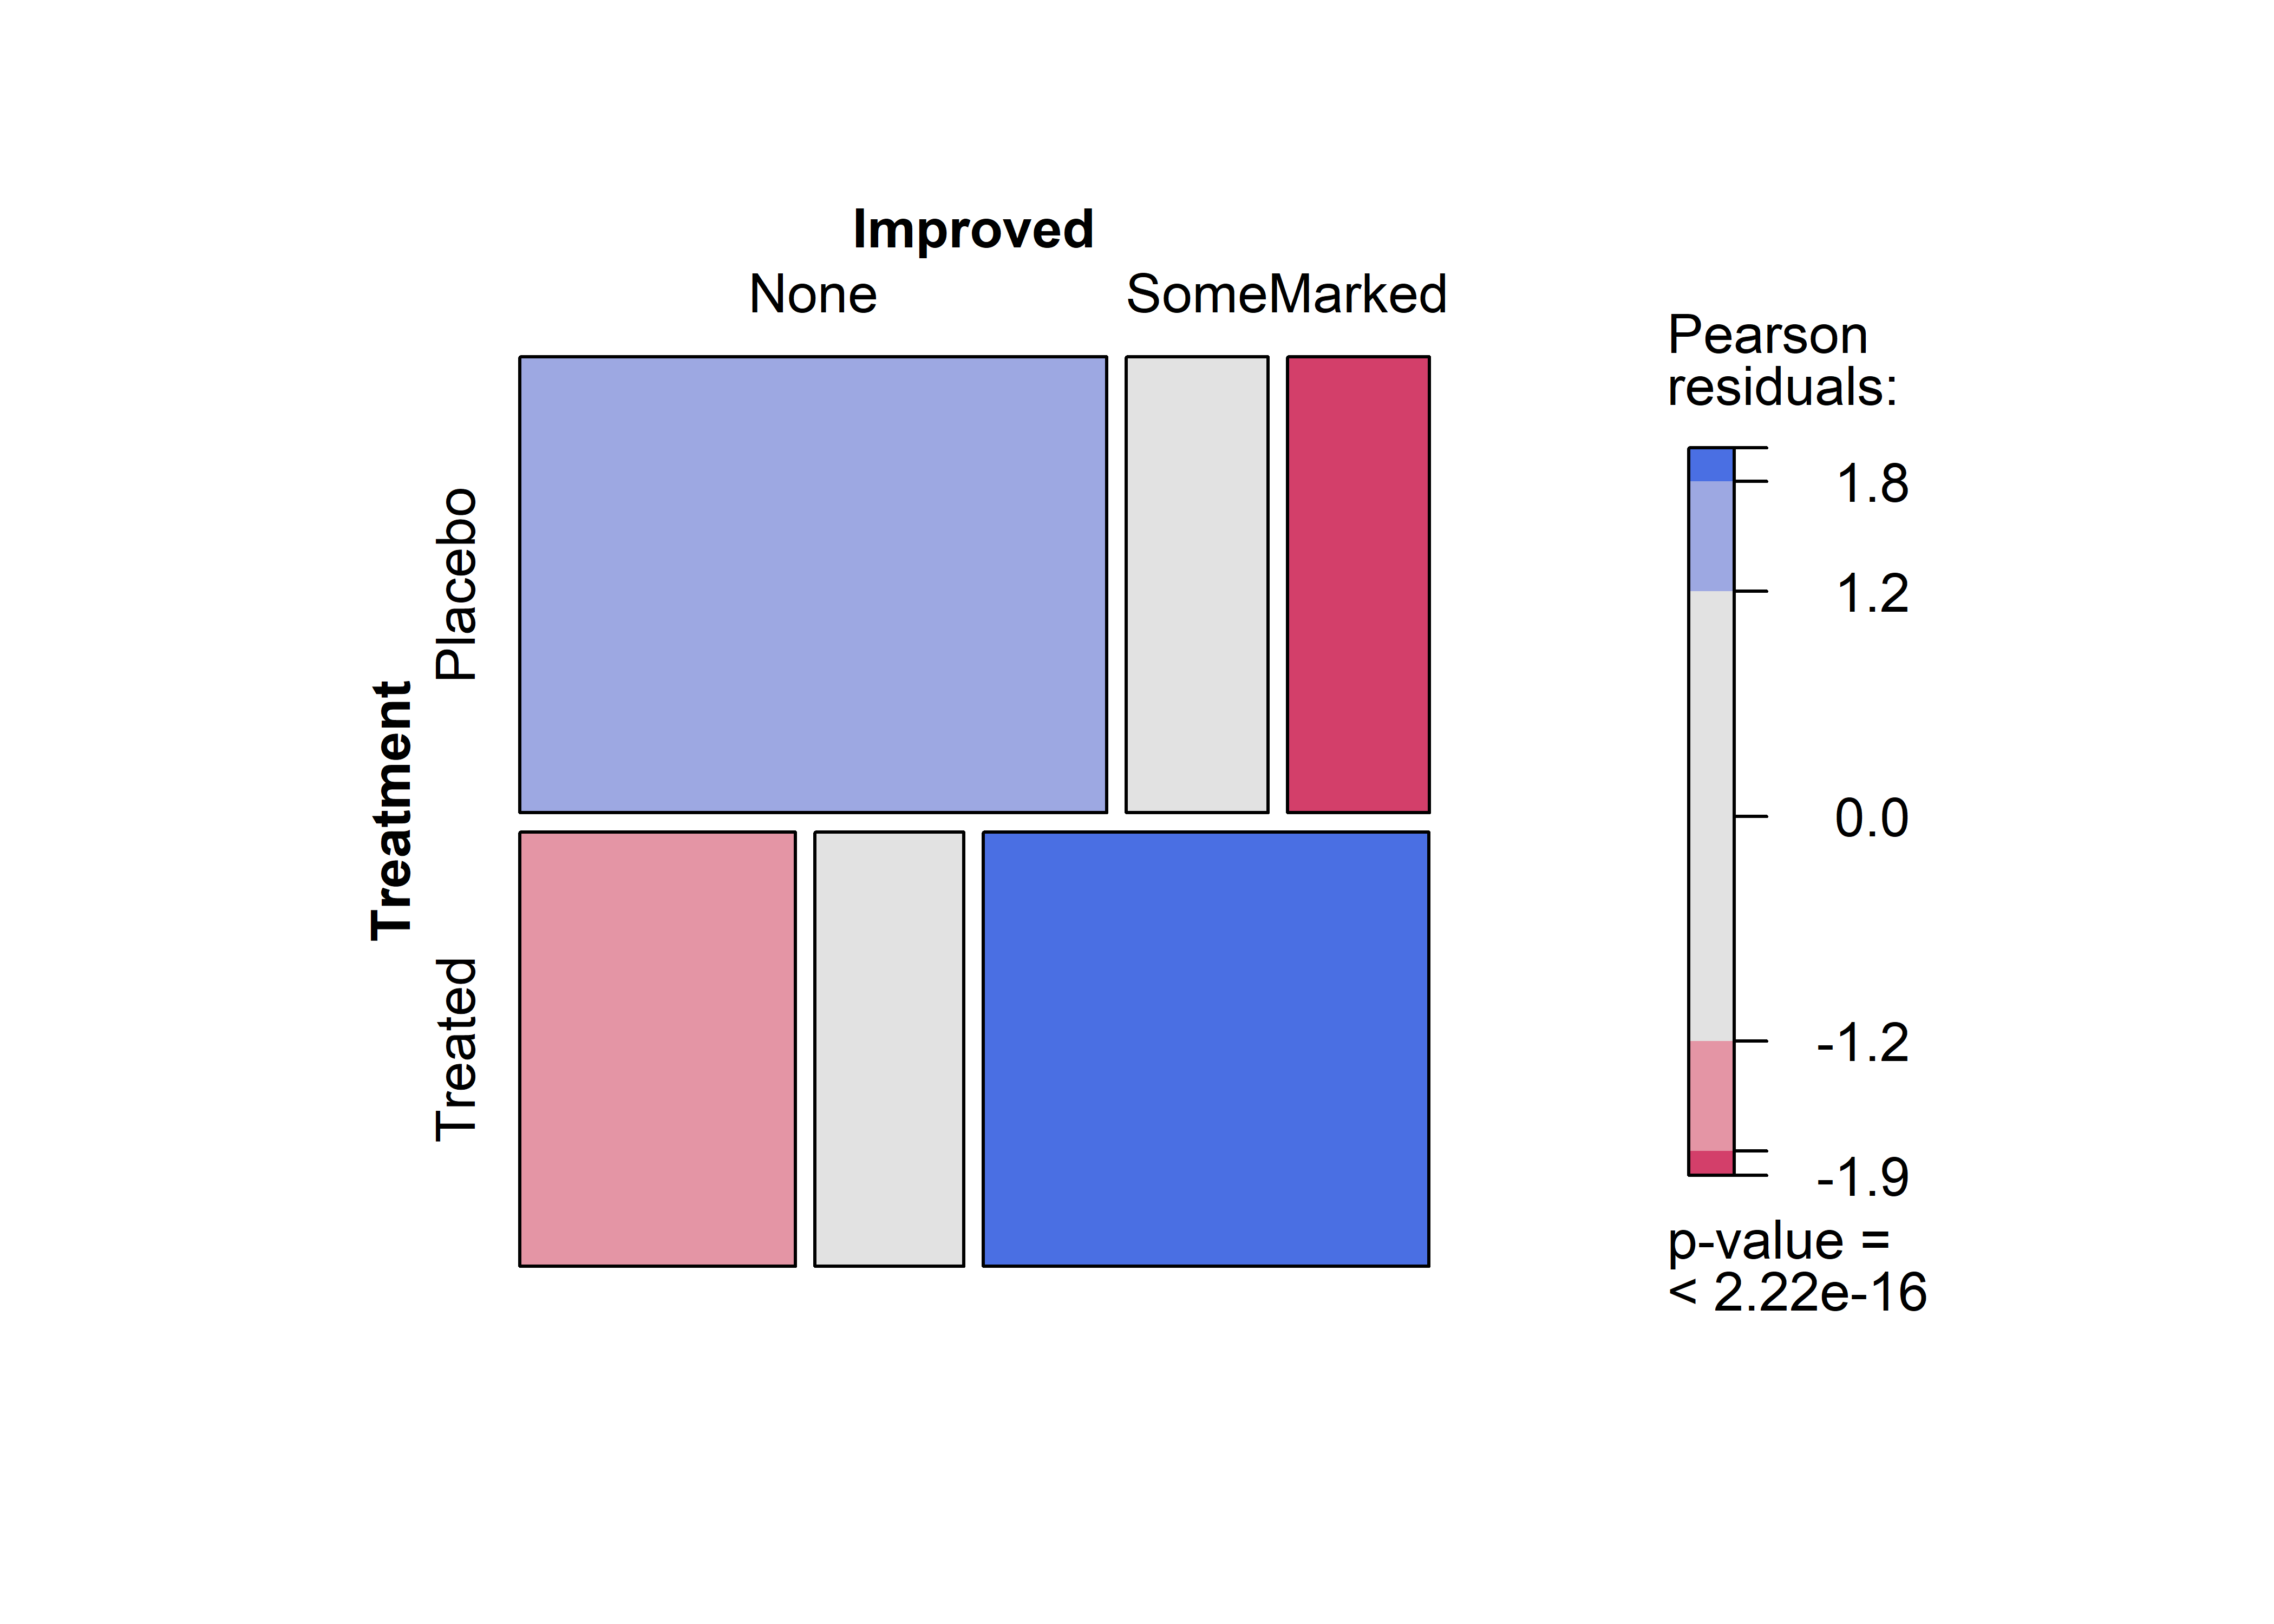 Improved
None SomeMarked
Treatment
Placebo
Treated
Pearson
residuals:
1.8
1.2
0.0
-1.2
-1.9
p-value =
< 2.22e-16